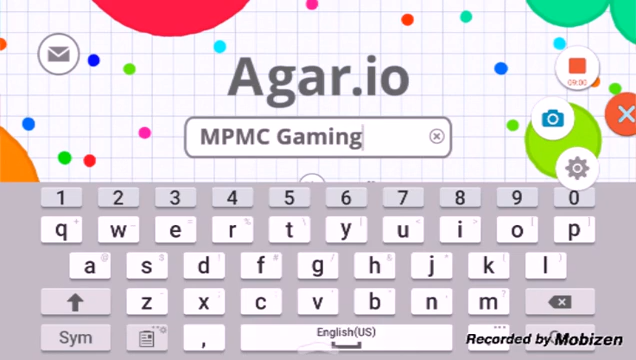 Agar.io
MPMC Gaming
09:00
1 2 3 4 5 6 7 8 9 0
q w e r t y u i o p
a s d f g h j k l
z x c v b n m
Sym , English(US)
Recorded by Mobizen